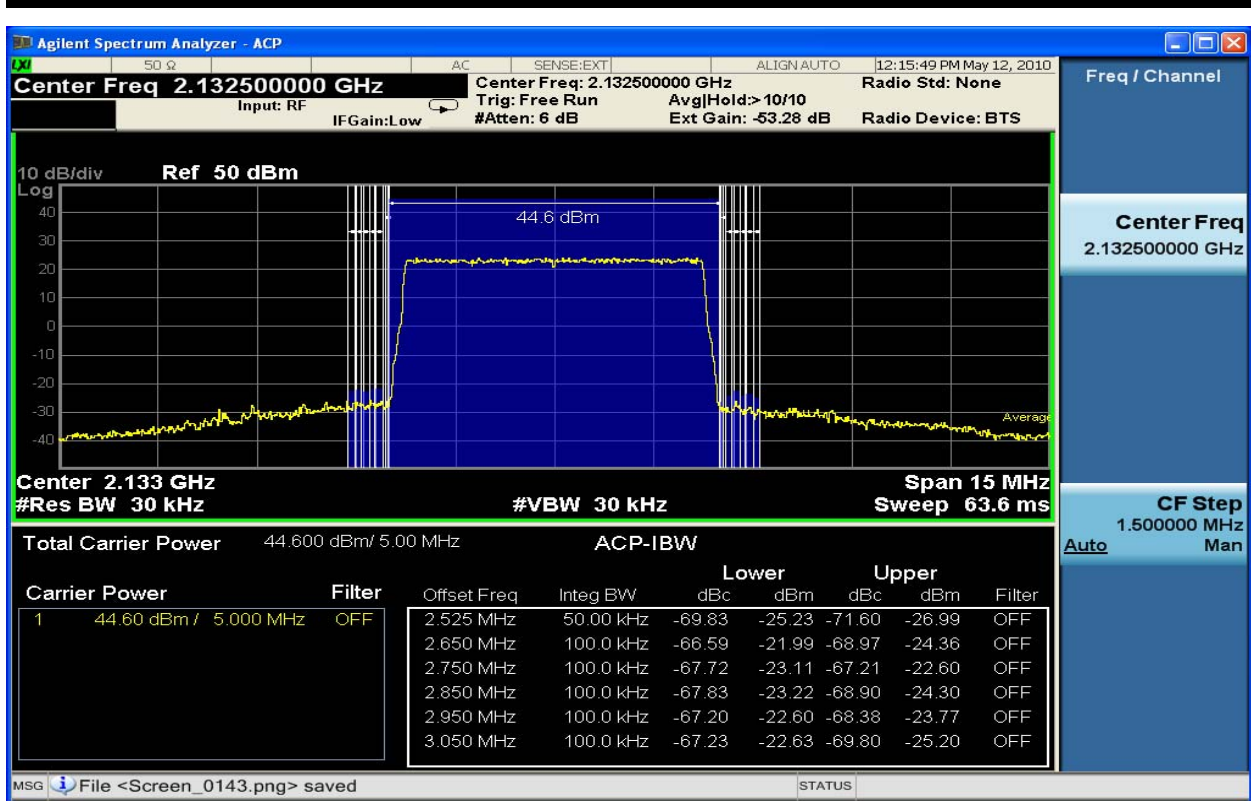 Agilent Spectrum Analyzer - ACP
LXI 50 Ω AC SENSE:EXT ALIGN AUTO 12:15:49 PM May 12, 2010
Center Freq 2.132500000 GHz
Input: RF
IFGain:Low
Center Freq: 2.132500000 GHz
Trig: Free Run Avg|Hold:>10/10
#Atten: 6 dB Ext Gain: -53.28 dB
Radio Std: None
Radio Device: BTS
Freq / Channel
10 dB/div Ref 50 dBm
Log
40
30
20
10
0
-10
-20
-30
-40
44.6 dBm
Average
Center Freq
2.132500000 GHz
Center 2.133 GHz Span 15 MHz
#Res BW 30 kHz #VBW 30 kHz Sweep 63.6 ms
CF Step
1.500000 MHz
Auto Man
Total Carrier Power 44.600 dBm/ 5.00 MHz ACP-IBW
Carrier Power Filter
1 44.60 dBm / 5.000 MHz OFF
Lower Upper
Offset Freq Integ BW dBc dBm dBc dBm Filter
2.525 MHz 50.00 kHz -69.83 -25.23 -71.60 -26.99 OFF
2.650 MHz 100.0 kHz -66.59 -21.99 -68.97 -24.36 OFF
2.750 MHz 100.0 kHz -67.72 -23.11 -67.21 -22.60 OFF
2.850 MHz 100.0 kHz -67.83 -23.22 -68.90 -24.30 OFF
2.950 MHz 100.0 kHz -67.20 -22.60 -68.38 -23.77 OFF
3.050 MHz 100.0 kHz -67.23 -22.63 -69.80 -25.20 OFF
MSG File <Screen_0143.png> saved STATUS